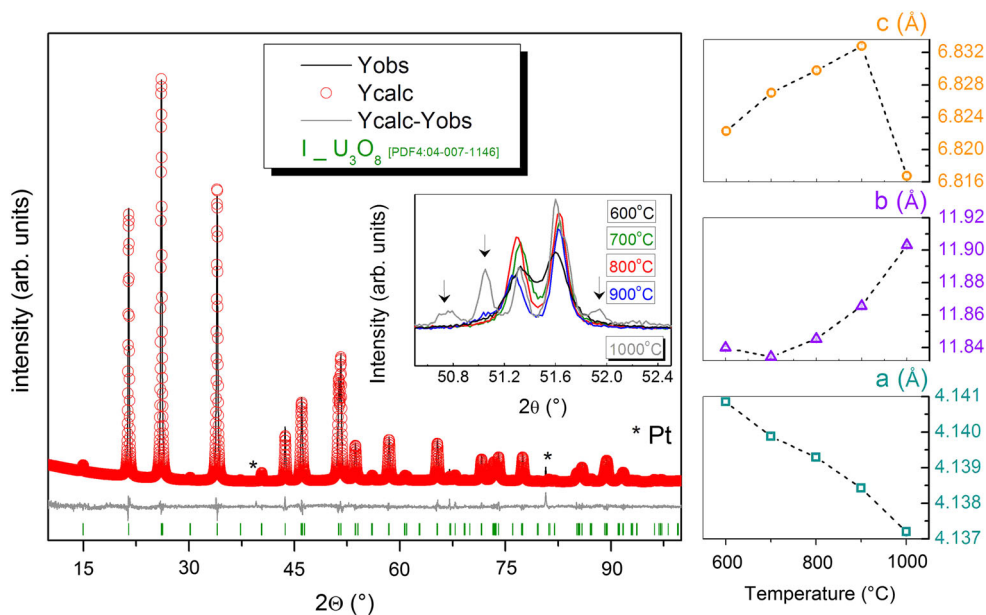 Yobs
Ycalc
Ycalc-Yobs
I _ U₃O₈ [PDF4:04-007-1146]
intensity (arb. units)
*
*
* Pt
15 30 45 60 75 90
2Θ (°)
Intensity (arb. units)
600°C
700°C
800°C
900°C
1000°C
50.8 51.2 51.6 52.0 52.4
2θ (°)
c (Å)
6.832
6.828
6.824
6.820
6.816
b (Å)
11.92
11.90
11.88
11.86
11.84
a (Å)
4.141
4.140
4.139
4.138
4.137
600 700 800 900 1000
Temperature (°C)